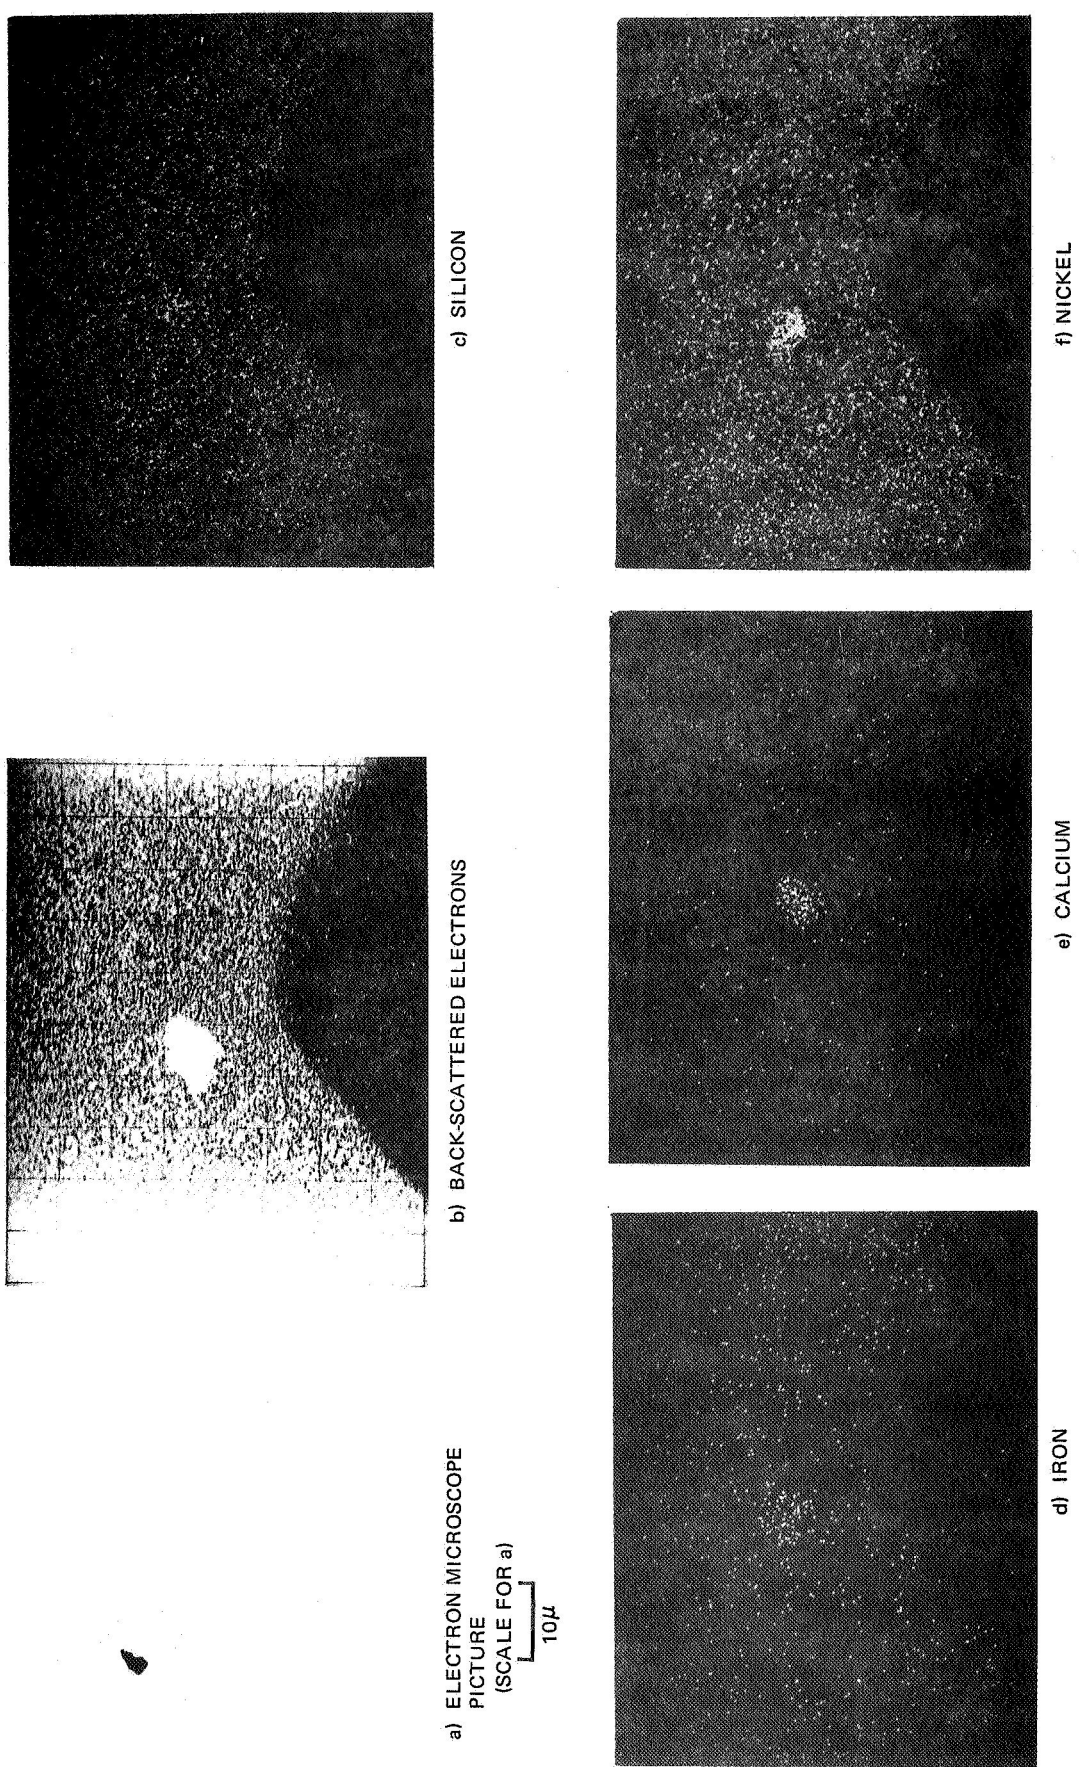 a) ELECTRON MICROSCOPE
PICTURE
(SCALE FOR a)
10μ
b) BACK-SCATTERED ELECTRONS
c) SILICON
d) IRON
e) CALCIUM
f) NICKEL